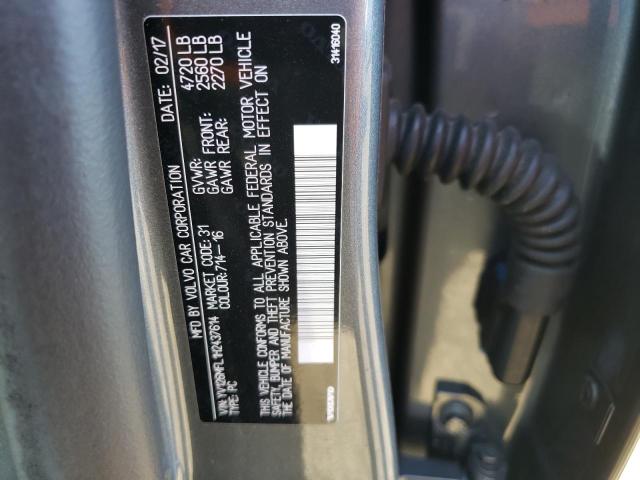 MFD BY VOLVO CAR CORPORATION DATE: 02/17
GVWR: 4720 LB
GAWR FRONT: 2560 LB
GAWR REAR: 2270 LB
VIN: YV126MFL1H2437614 MARKET CODE: 31
TYPE: PC COLOUR: 714-16
THIS VEHICLE CONFORMS TO ALL APPLICABLE FEDERAL MOTOR VEHICLE
SAFETY, BUMPER AND THEFT PREVENTION STANDARDS IN EFFECT ON
THE DATE OF MANUFACTURE SHOWN ABOVE.
VOLVO 31416040